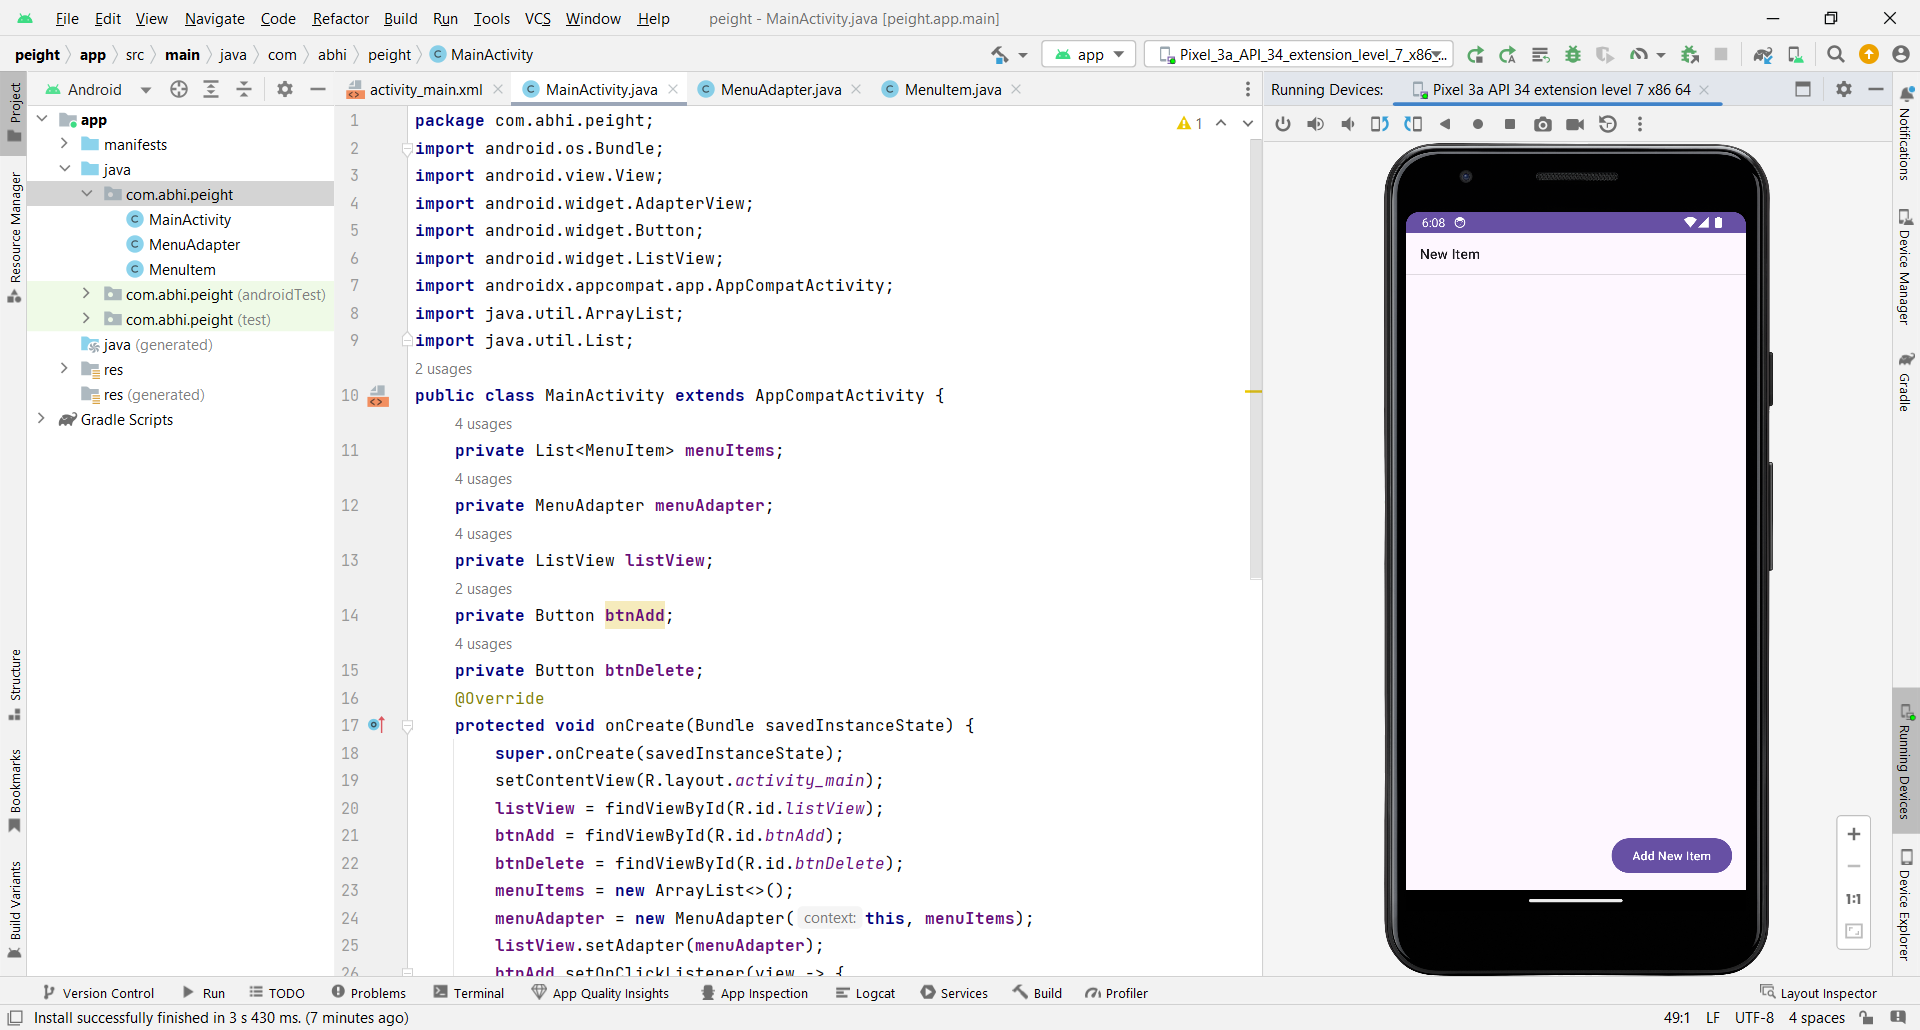 File Edit View Navigate Code Refactor Build Run Tools VCS Window Help peight - MainActivity.java [peight.app.main]
peight app src main java com abhi peight MainActivity app Pixel_3a_API_34_extension_level_7_x86_...
Project
Resource Manager
Structure
Bookmarks
Build Variants
Android
app
manifests
java
com.abhi.peight
MainActivity
MenuAdapter
MenuItem
com.abhi.peight (androidTest)
com.abhi.peight (test)
java (generated)
res
res (generated)
Gradle Scripts
activity_main.xml MainActivity.java MenuAdapter.java MenuItem.java
1 package com.abhi.peight; 1
2 import android.os.Bundle;
3 import android.view.View;
4 import android.widget.AdapterView;
5 import android.widget.Button;
6 import android.widget.ListView;
7 import androidx.appcompat.app.AppCompatActivity;
8 import java.util.ArrayList;
9 import java.util.List;
2 usages
10 public class MainActivity extends AppCompatActivity {
4 usages
11 private List<MenuItem> menuItems;
4 usages
12 private MenuAdapter menuAdapter;
4 usages
13 private ListView listView;
2 usages
14 private Button btnAdd;
4 usages
15 private Button btnDelete;
16 @Override
17 protected void onCreate(Bundle savedInstanceState) {
18 super.onCreate(savedInstanceState);
19 setContentView(R.layout.activity_main);
20 listView = findViewById(R.id.listView);
21 btnAdd = findViewById(R.id.btnAdd);
22 btnDelete = findViewById(R.id.btnDelete);
23 menuItems = new ArrayList<>();
24 menuAdapter = new MenuAdapter( context: this, menuItems);
25 listView.setAdapter(menuAdapter);
26 btnAdd.setOnClickListener(view -> {
Running Devices: Pixel 3a API 34 extension level 7 x86 64
6:08
New Item
Add New Item
1:1
Notifications
Device Manager
Gradle
Running Devices
Device Explorer
Version Control Run TODO Problems Terminal App Quality Insights App Inspection Logcat Services Build Profiler Layout Inspector
Install successfully finished in 3 s 430 ms. (7 minutes ago) 49:1 LF UTF-8 4 spaces